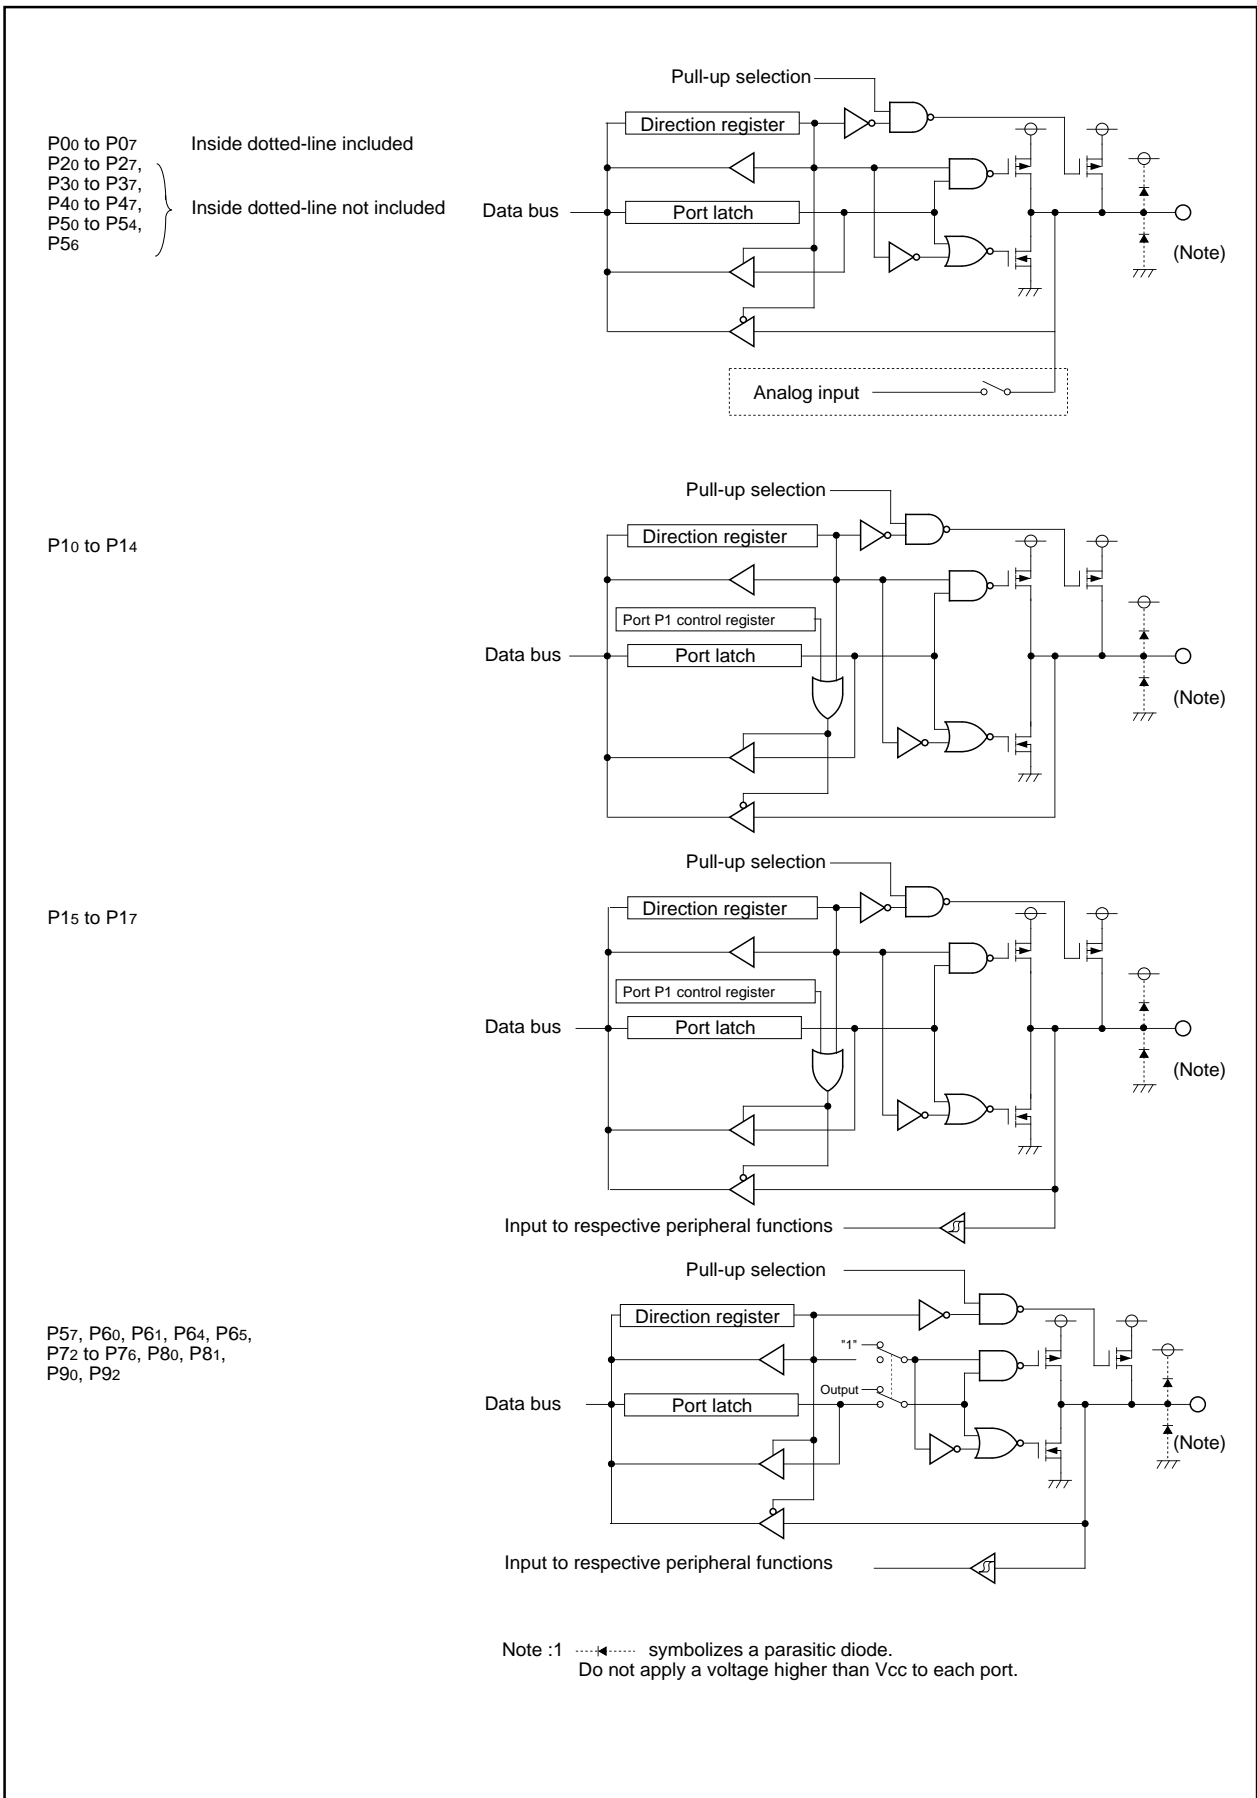 Pull-up selection
Direction register
P00 to P07 Inside dotted-line included
P20 to P27,
P30 to P37,
P40 to P47, Inside dotted-line not included
P50 to P54,
P56
Data bus
Port latch
(Note)
Analog input
Pull-up selection
Direction register
P10 to P14
Port P1 control register
Data bus
Port latch
(Note)
Pull-up selection
Direction register
P15 to P17
Port P1 control register
Data bus
Port latch
(Note)
Input to respective peripheral functions
Pull-up selection
Direction register
P57, P60, P61, P64, P65,
P72 to P76, P80, P81,
P90, P92
"1"
Output
Data bus
Port latch
(Note)
Input to respective peripheral functions
Note :1 symbolizes a parasitic diode.
Do not apply a voltage higher than Vcc to each port.